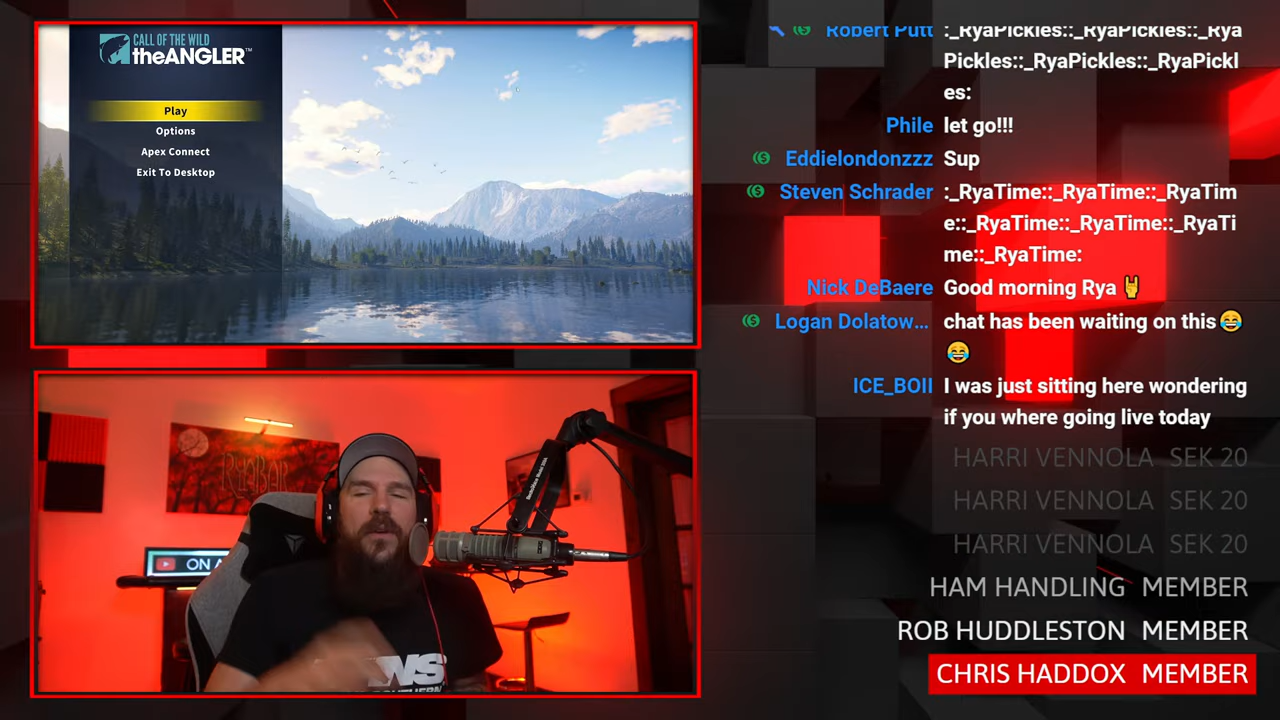 CALL OF THE WILD
theANGLER™
Play
Options
Apex Connect
Exit To Desktop
Robert Putt :_RyaPickles::_RyaPickles::_Rya
Pickles::_RyaPickles::_RyaPickl
es:
Phile let go!!!
Eddielondonzzz Sup
Steven Schrader :_RyaTime::_RyaTime::_RyaTim
e::_RyaTime::_RyaTime::_RyaTi
me::_RyaTime:
Nick DeBaere Good morning Rya 🤘
Logan Dolatow... chat has been waiting on this😂
😂
ICE_BOII I was just sitting here wondering
if you where going live today
HARRI VENNOLA SEK 20
HARRI VENNOLA SEK 20
HARRI VENNOLA SEK 20
HAM HANDLING MEMBER
ROB HUDDLESTON MEMBER
CHRIS HADDOX MEMBER
RYABAR
ON A